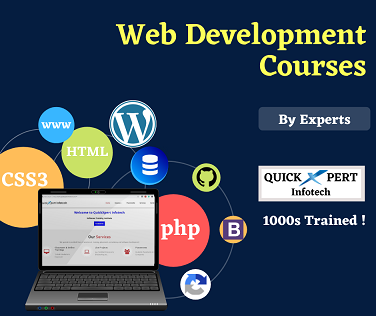 Web Development
Courses
By Experts
QUICK XPERT
Infotech
1000s Trained !
www
HTML
CSS3
php
B
Welcome to QuickXpert Infotech
Our Services